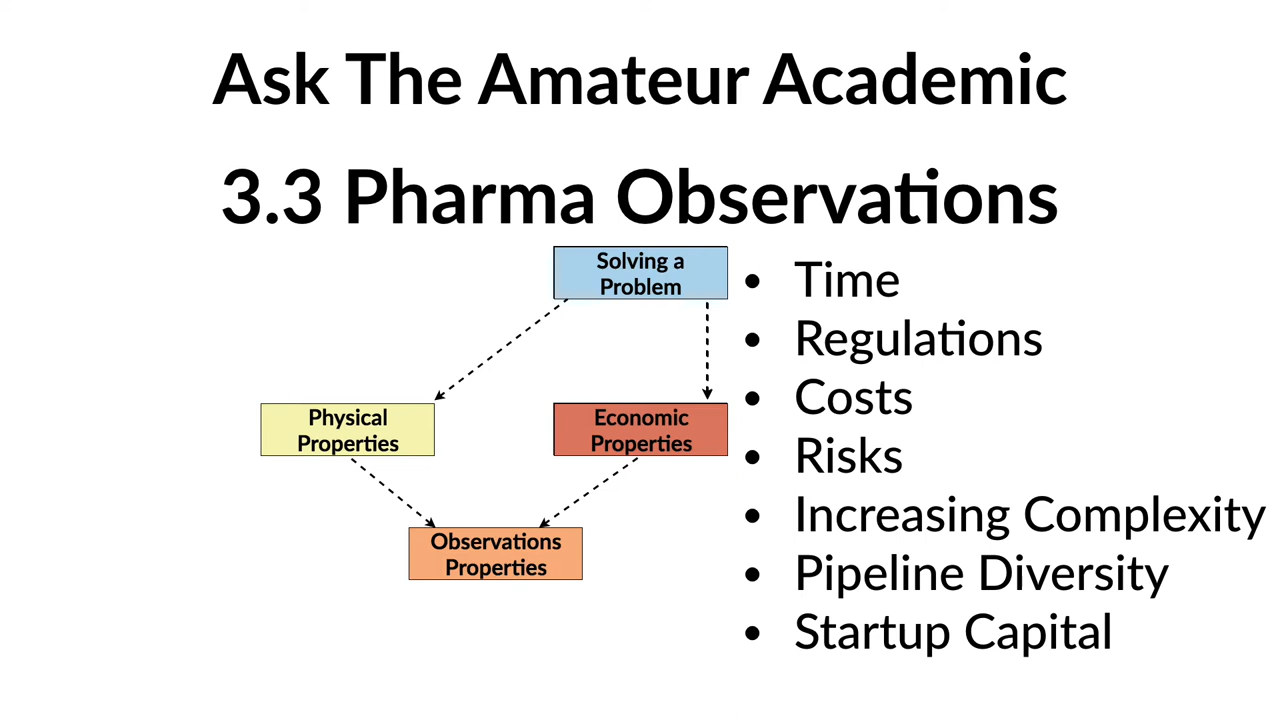 Ask The Amateur Academic
3.3 Pharma Observations
Solving a
Problem
Physical
Properties
Economic
Properties
Observations
Properties
• Time
• Regulations
• Costs
• Risks
• Increasing Complexity
• Pipeline Diversity
• Startup Capital